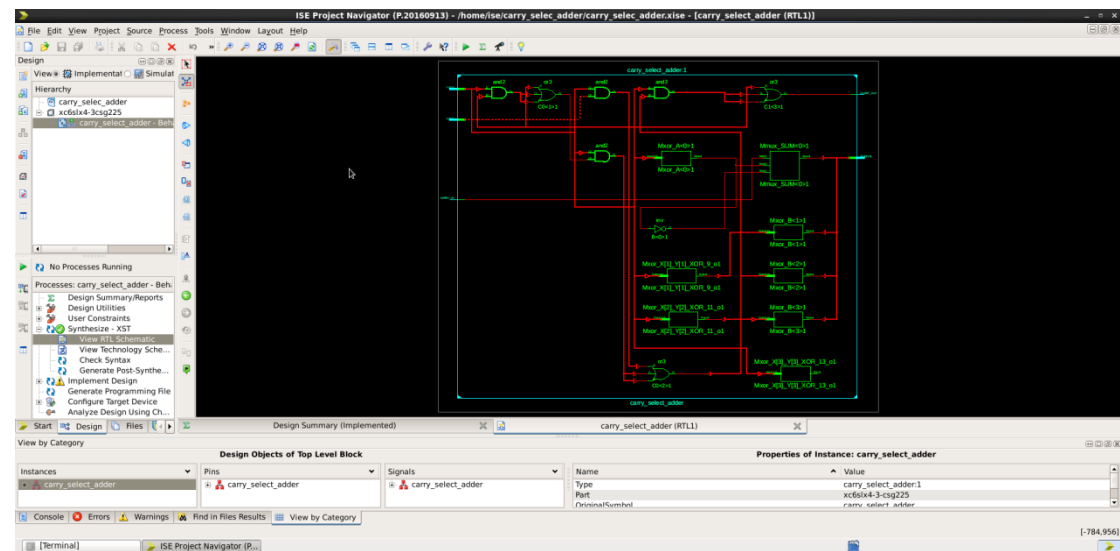 ISE Project Navigator (P.20160913) - /home/ise/carry_selec_adder/carry_selec_adder.xise - [carry_select_adder (RTL1)]
File Edit View Project Source Process Tools Window Layout Help
Design
View: Implementat Simulat
Hierarchy
carry_selec_adder
xc6slx4-3csg225
carry_select_adder - Beh
No Processes Running
Processes: carry_select_adder - Beh
Design Summary/Reports
Design Utilities
User Constraints
Synthesize - XST
View RTL Schematic
View Technology Sche...
Check Syntax
Generate Post-Synthe...
Implement Design
Generate Programming File
Configure Target Device
Analyze Design Using Ch...
Start Design Files
carry_select_adder:1
and2 or3 and2 and2 or3
C0<1>1 C1<3>1
and2
Mxor_A<0>1
Mxor_A<0>1
Mmux_SUM<0>1
Mmux_SUM<0>1
inv
B<0>1
Mxor_B<1>1
Mxor_B<1>1
Mxor_X[1]_Y[1]_XOR_9_o1
Mxor_X[1]_Y[1]_XOR_9_o1
Mxor_B<2>1
Mxor_B<2>1
Mxor_X[2]_Y[2]_XOR_11_o1
Mxor_X[2]_Y[2]_XOR_11_o1
Mxor_B<3>1
Mxor_B<3>1
or3
C0<2>1
Mxor_X[3]_Y[3]_XOR_13_o1
Mxor_X[3]_Y[3]_XOR_13_o1
carry_select_adder
Design Summary (Implemented) carry_select_adder (RTL1)
View by Category
Design Objects of Top Level Block Properties of Instance: carry_select_adder
Instances Pins Signals Name Value
carry_select_adder carry_select_adder carry_select_adder Type carry_select_adder:1
Part xc6slx4-3-csg225
OriginalSymbol carry_select_adder
Console Errors Warnings Find in Files Results View by Category
[-784,956]
[Terminal] ISE Project Navigator (P...